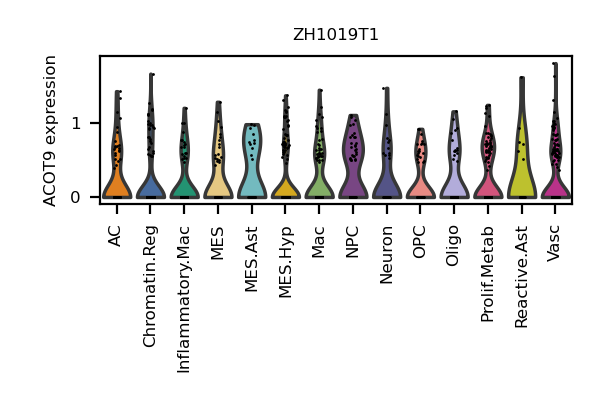 ZH1019T1
ACOT9 expression
1
0
AC
Chromatin.Reg
Inflammatory.Mac
MES
MES.Ast
MES.Hyp
Mac
NPC
Neuron
OPC
Oligo
Prolif.Metab
Reactive.Ast
Vasc